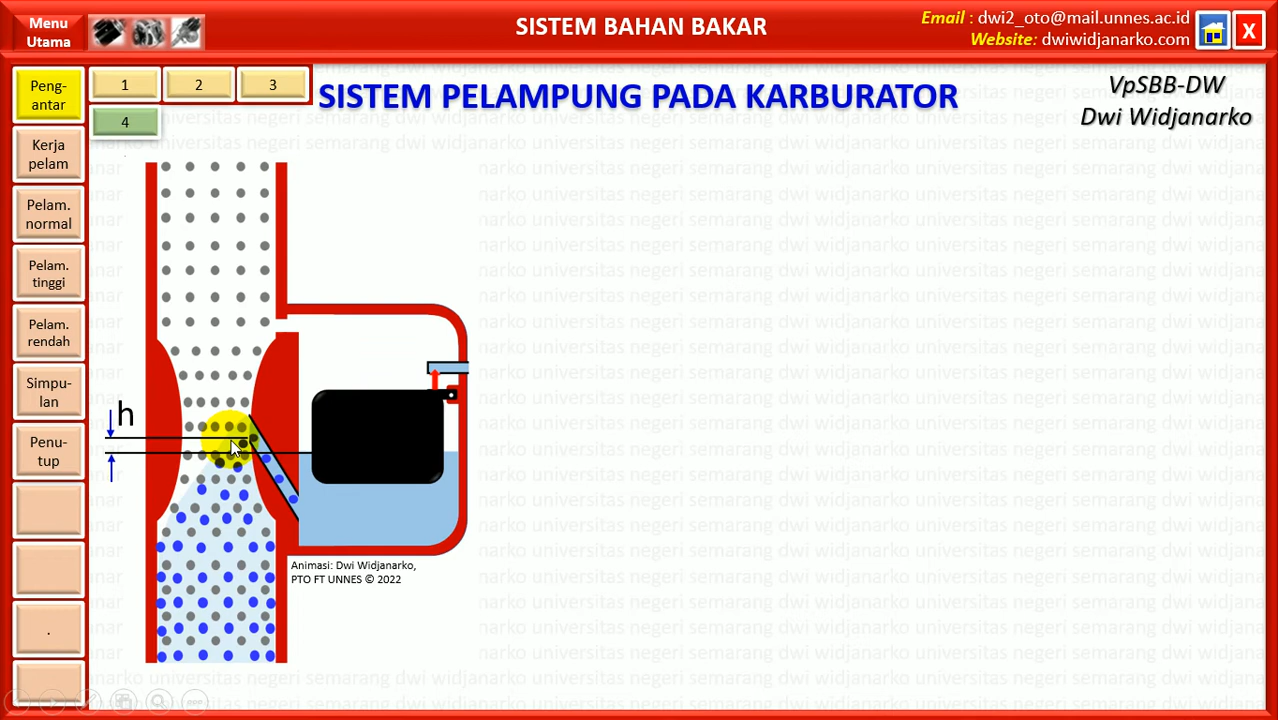 Menu
Utama
SISTEM BAHAN BAKAR
Email : dwi2_oto@mail.unnes.ac.id
Website: dwiwidjanarko.com
X
Peng-
antar
1
2
3
4
SISTEM PELAMPUNG PADA KARBURATOR
VpSBB-DW
Dwi Widjanarko
Kerja
pelam
Pelam.
normal
Pelam.
tinggi
Pelam.
rendah
Simpu-
lan
Penu-
tup
.
h
Animasi: Dwi Widjanarko,
PTO FT UNNES © 2022